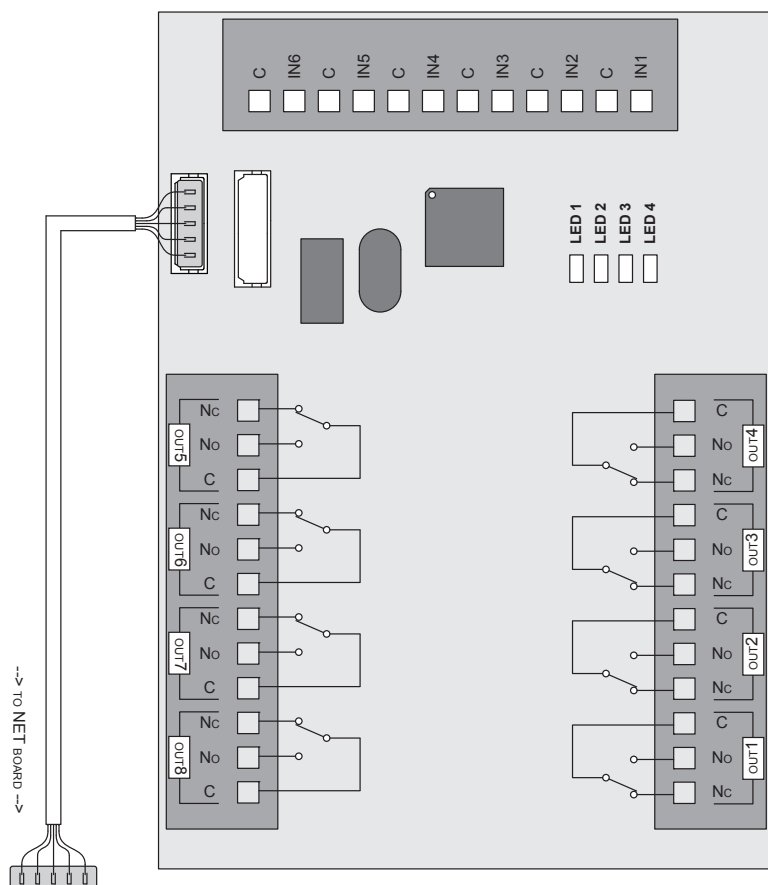 C IN6 C IN5 C IN4 C IN3 C IN2 C IN1
LED 1 LED 2 LED 3 LED 4
NC
NO
C
OUT5
NC
NO
C
OUT6
NC
NO
C
OUT7
NC
NO
C
OUT8
C
NO
NC
OUT4
C
NO
NC
OUT3
C
NO
NC
OUT2
C
NO
NC
OUT1
--> TO NET BOARD -->